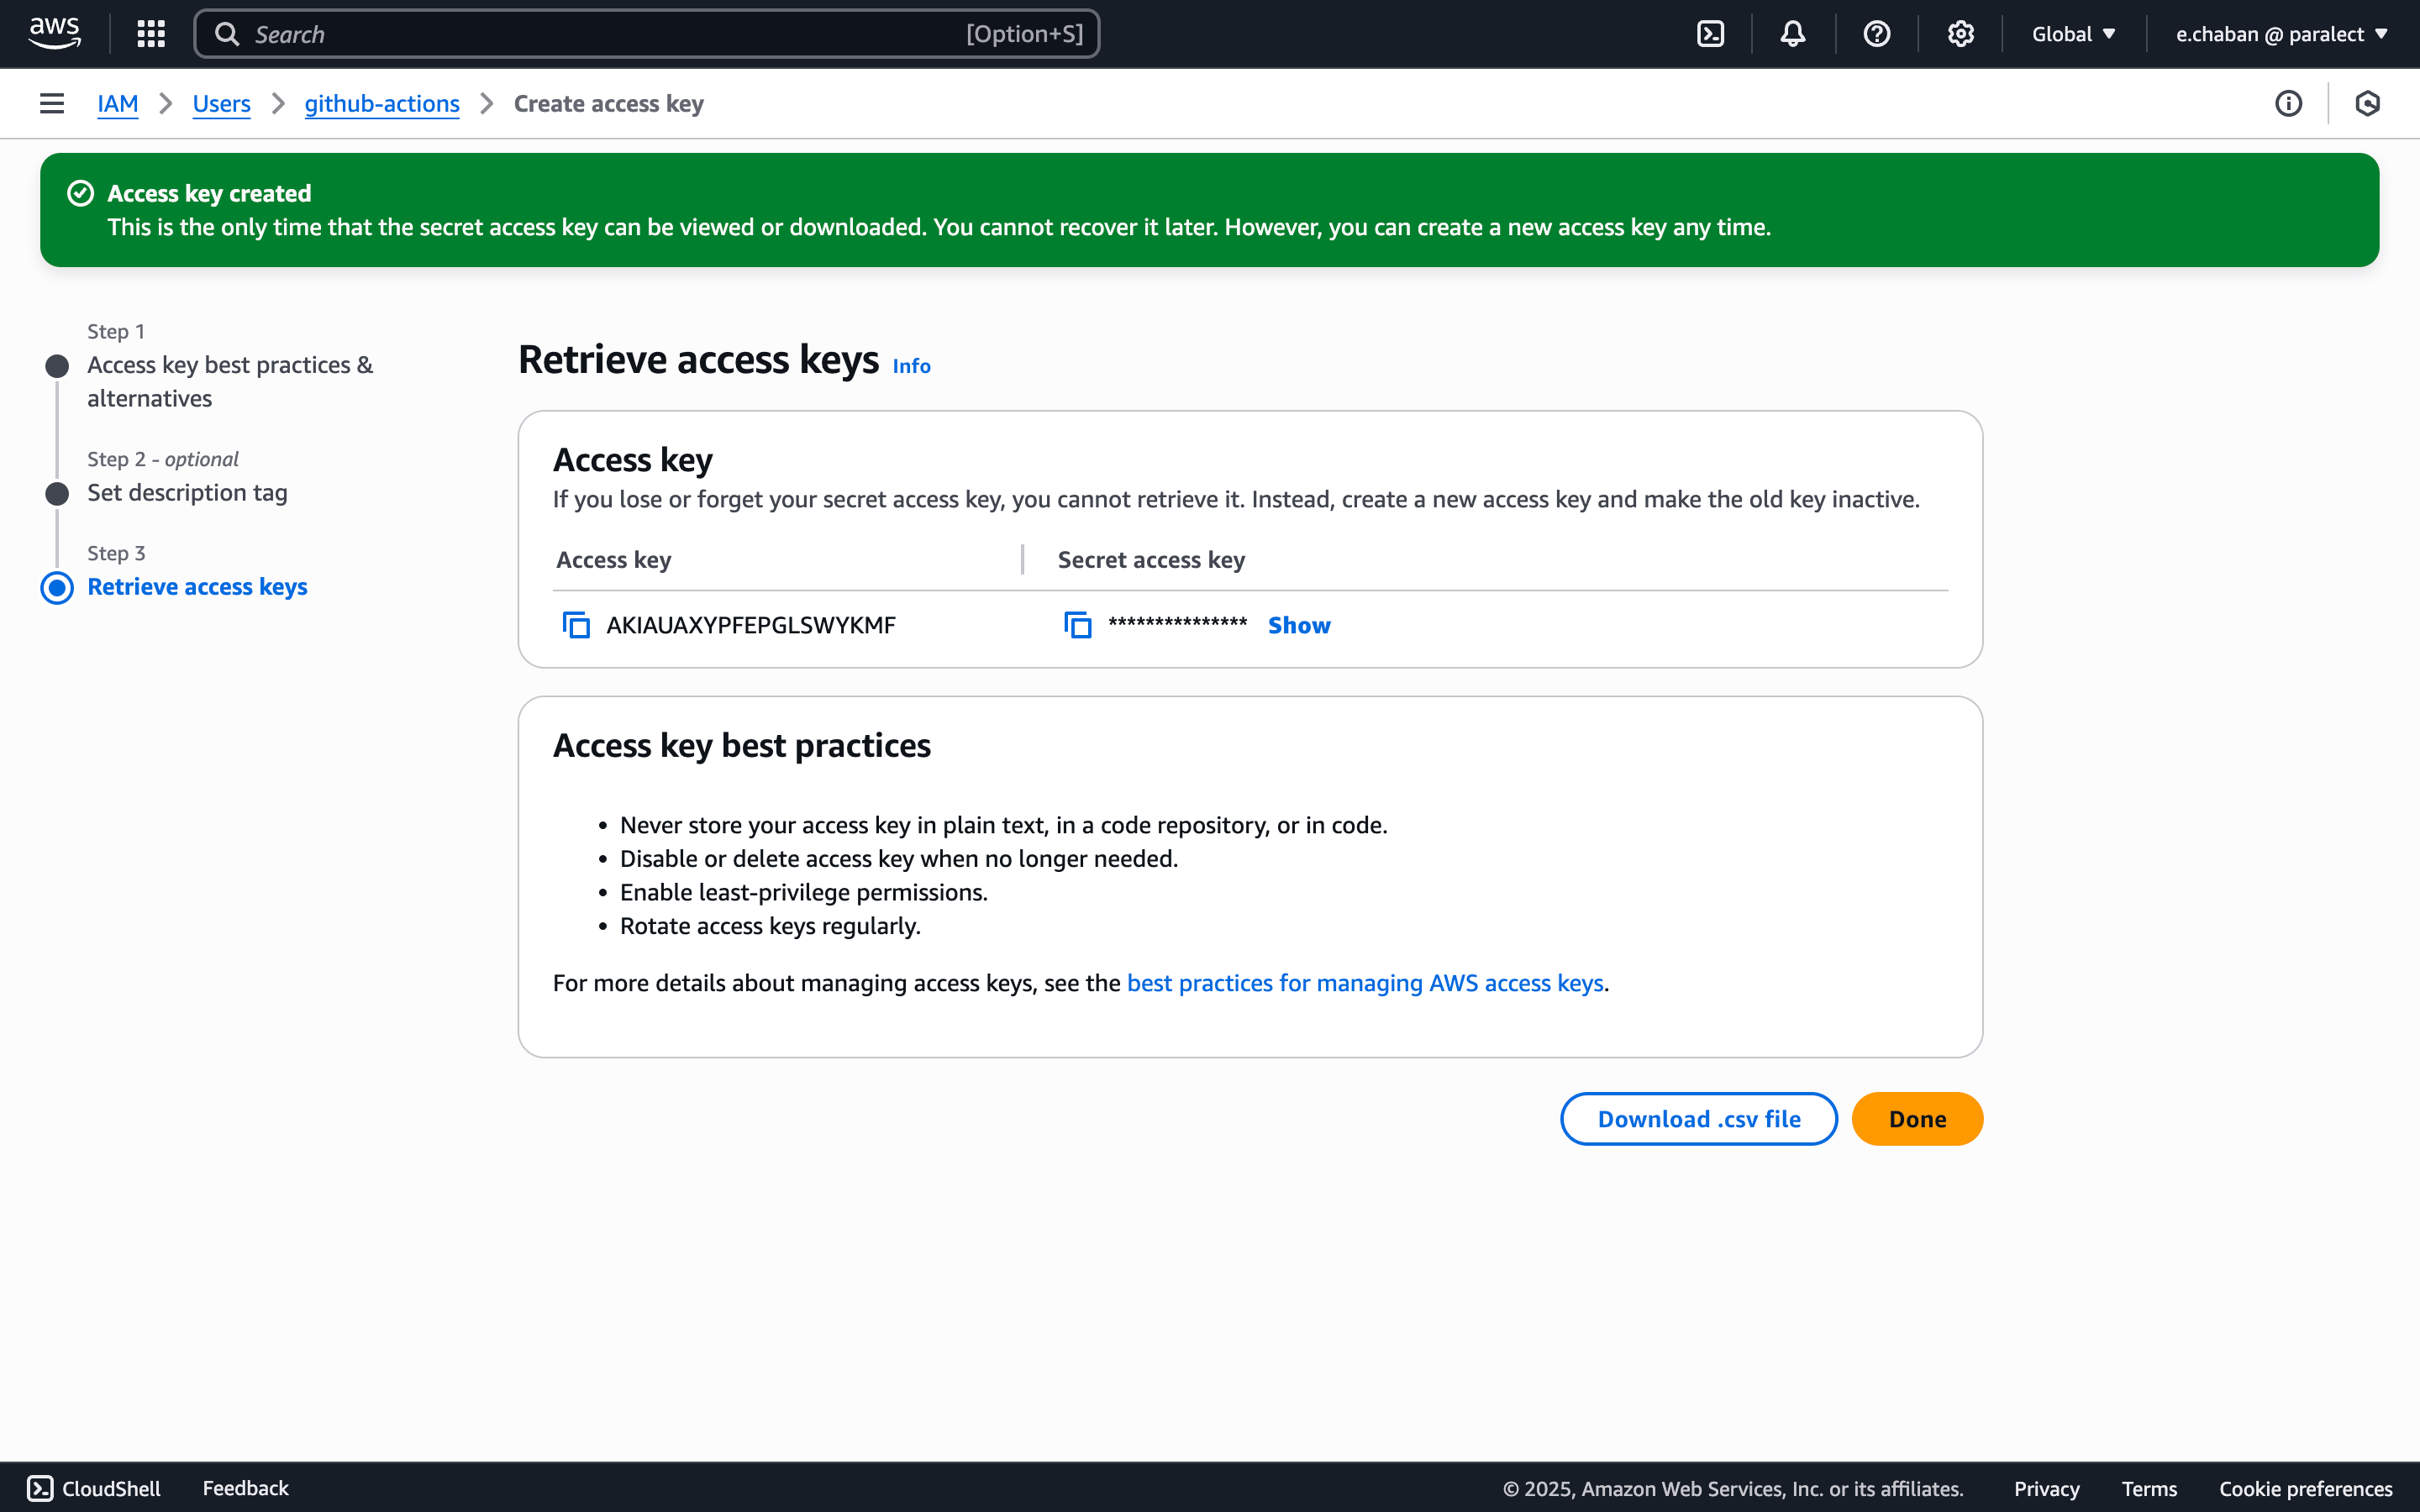 aws
Search
[Option+S]
Global
e.chaban @ paralect
IAM
Users
github-actions
Create access key
Access key created
This is the only time that the secret access key can be viewed or downloaded. You cannot recover it later. However, you can create a new access key any time.
Step 1
Access key best practices &
alternatives
Step 2 - optional
Set description tag
Step 3
Retrieve access keys
Retrieve access keys Info
Access key
If you lose or forget your secret access key, you cannot retrieve it. Instead, create a new access key and make the old key inactive.
Access key
Secret access key
AKIAUAXYPFEPGLSWYKMF
*************** Show
Access key best practices
• Never store your access key in plain text, in a code repository, or in code.
• Disable or delete access key when no longer needed.
• Enable least-privilege permissions.
• Rotate access keys regularly.
For more details about managing access keys, see the best practices for managing AWS access keys.
Download .csv file
Done
CloudShell
Feedback
© 2025, Amazon Web Services, Inc. or its affiliates.
Privacy
Terms
Cookie preferences